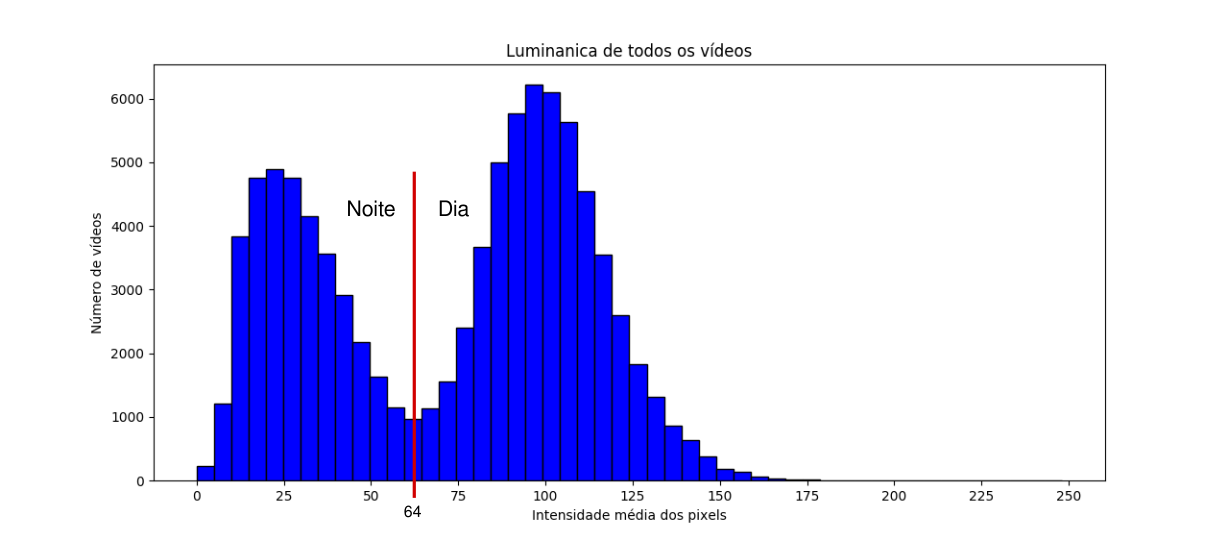 Luminanica de todos os vídeos
6000
5000
4000
3000
2000
1000
0
Número de vídeos
Noite
Dia
0 25 50 75 100 125 150 175 200 225 250
64
Intensidade média dos pixels